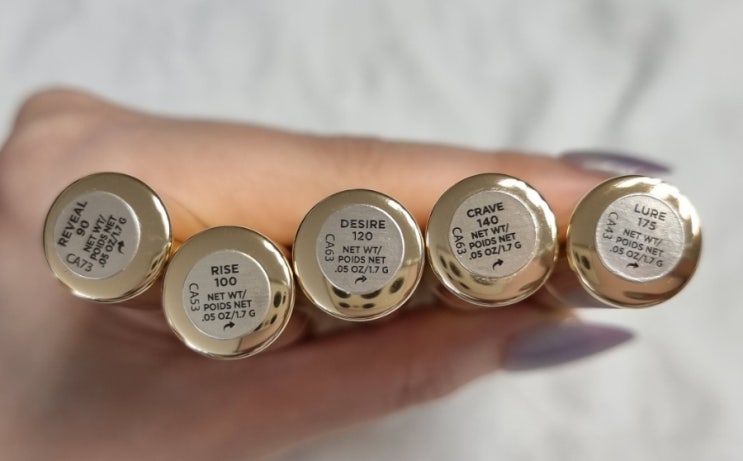 REVEAL
90
NET WT/
POIDS NET
.05 OZ/1.7 G
CA73
RISE
100
NET WT/
POIDS NET
.05 OZ/1.7 G
CA53
DESIRE
120
NET WT/
POIDS NET
.05 OZ/1.7 G
CA63
CRAVE
140
NET WT/
POIDS NET
.05 OZ/1.7 G
CA63
LURE
175
NET WT/
POIDS NET
.05 OZ/1.7 G
CA43